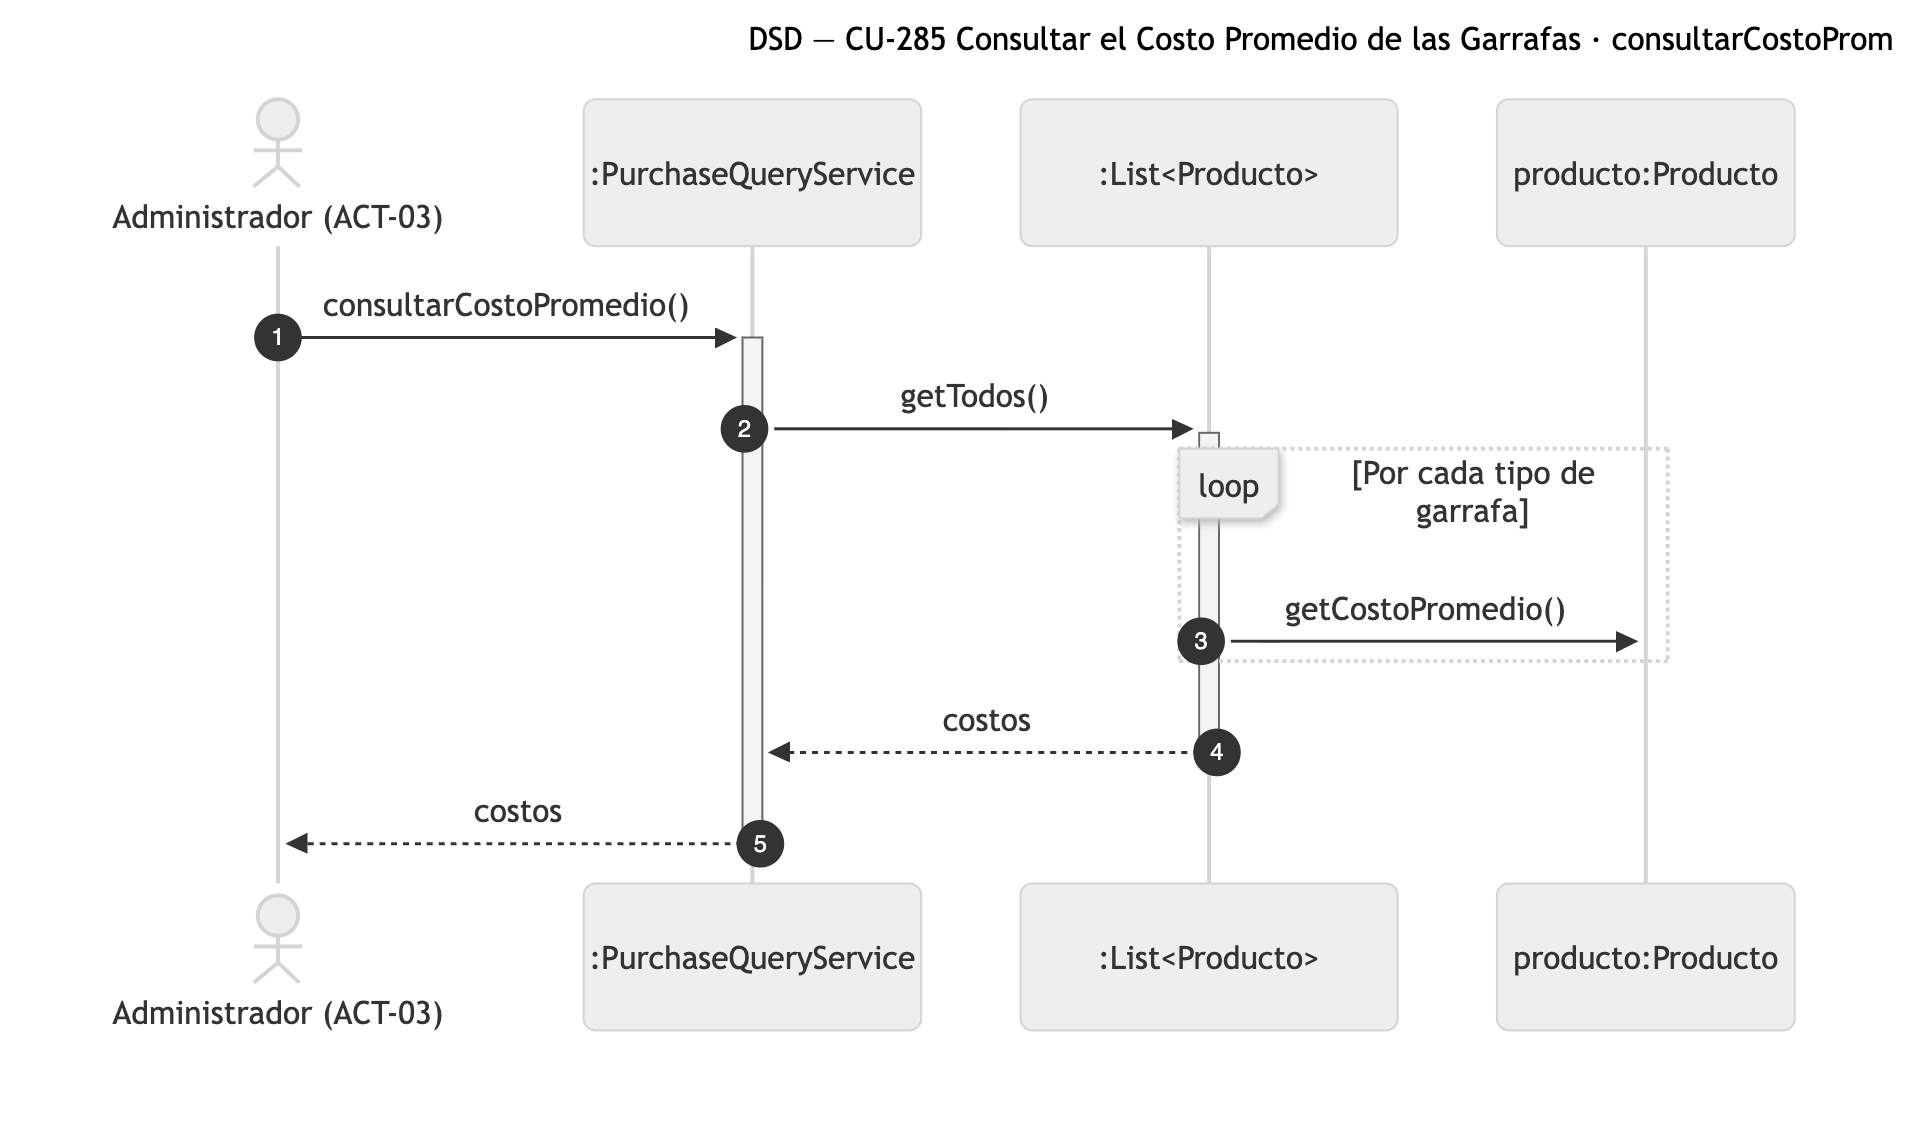 DSD — CU-285 Consultar el Costo Promedio de las Garrafas · consultarCostoProm
Administrador (ACT-03)
:PurchaseQueryService
:List<Producto>
producto:Producto
consultarCostoPromedio()
1
getTodos()
2
loop
[Por cada tipo de
garrafa]
getCostoPromedio()
3
costos
4
costos
5
Administrador (ACT-03)
:PurchaseQueryService
:List<Producto>
producto:Producto